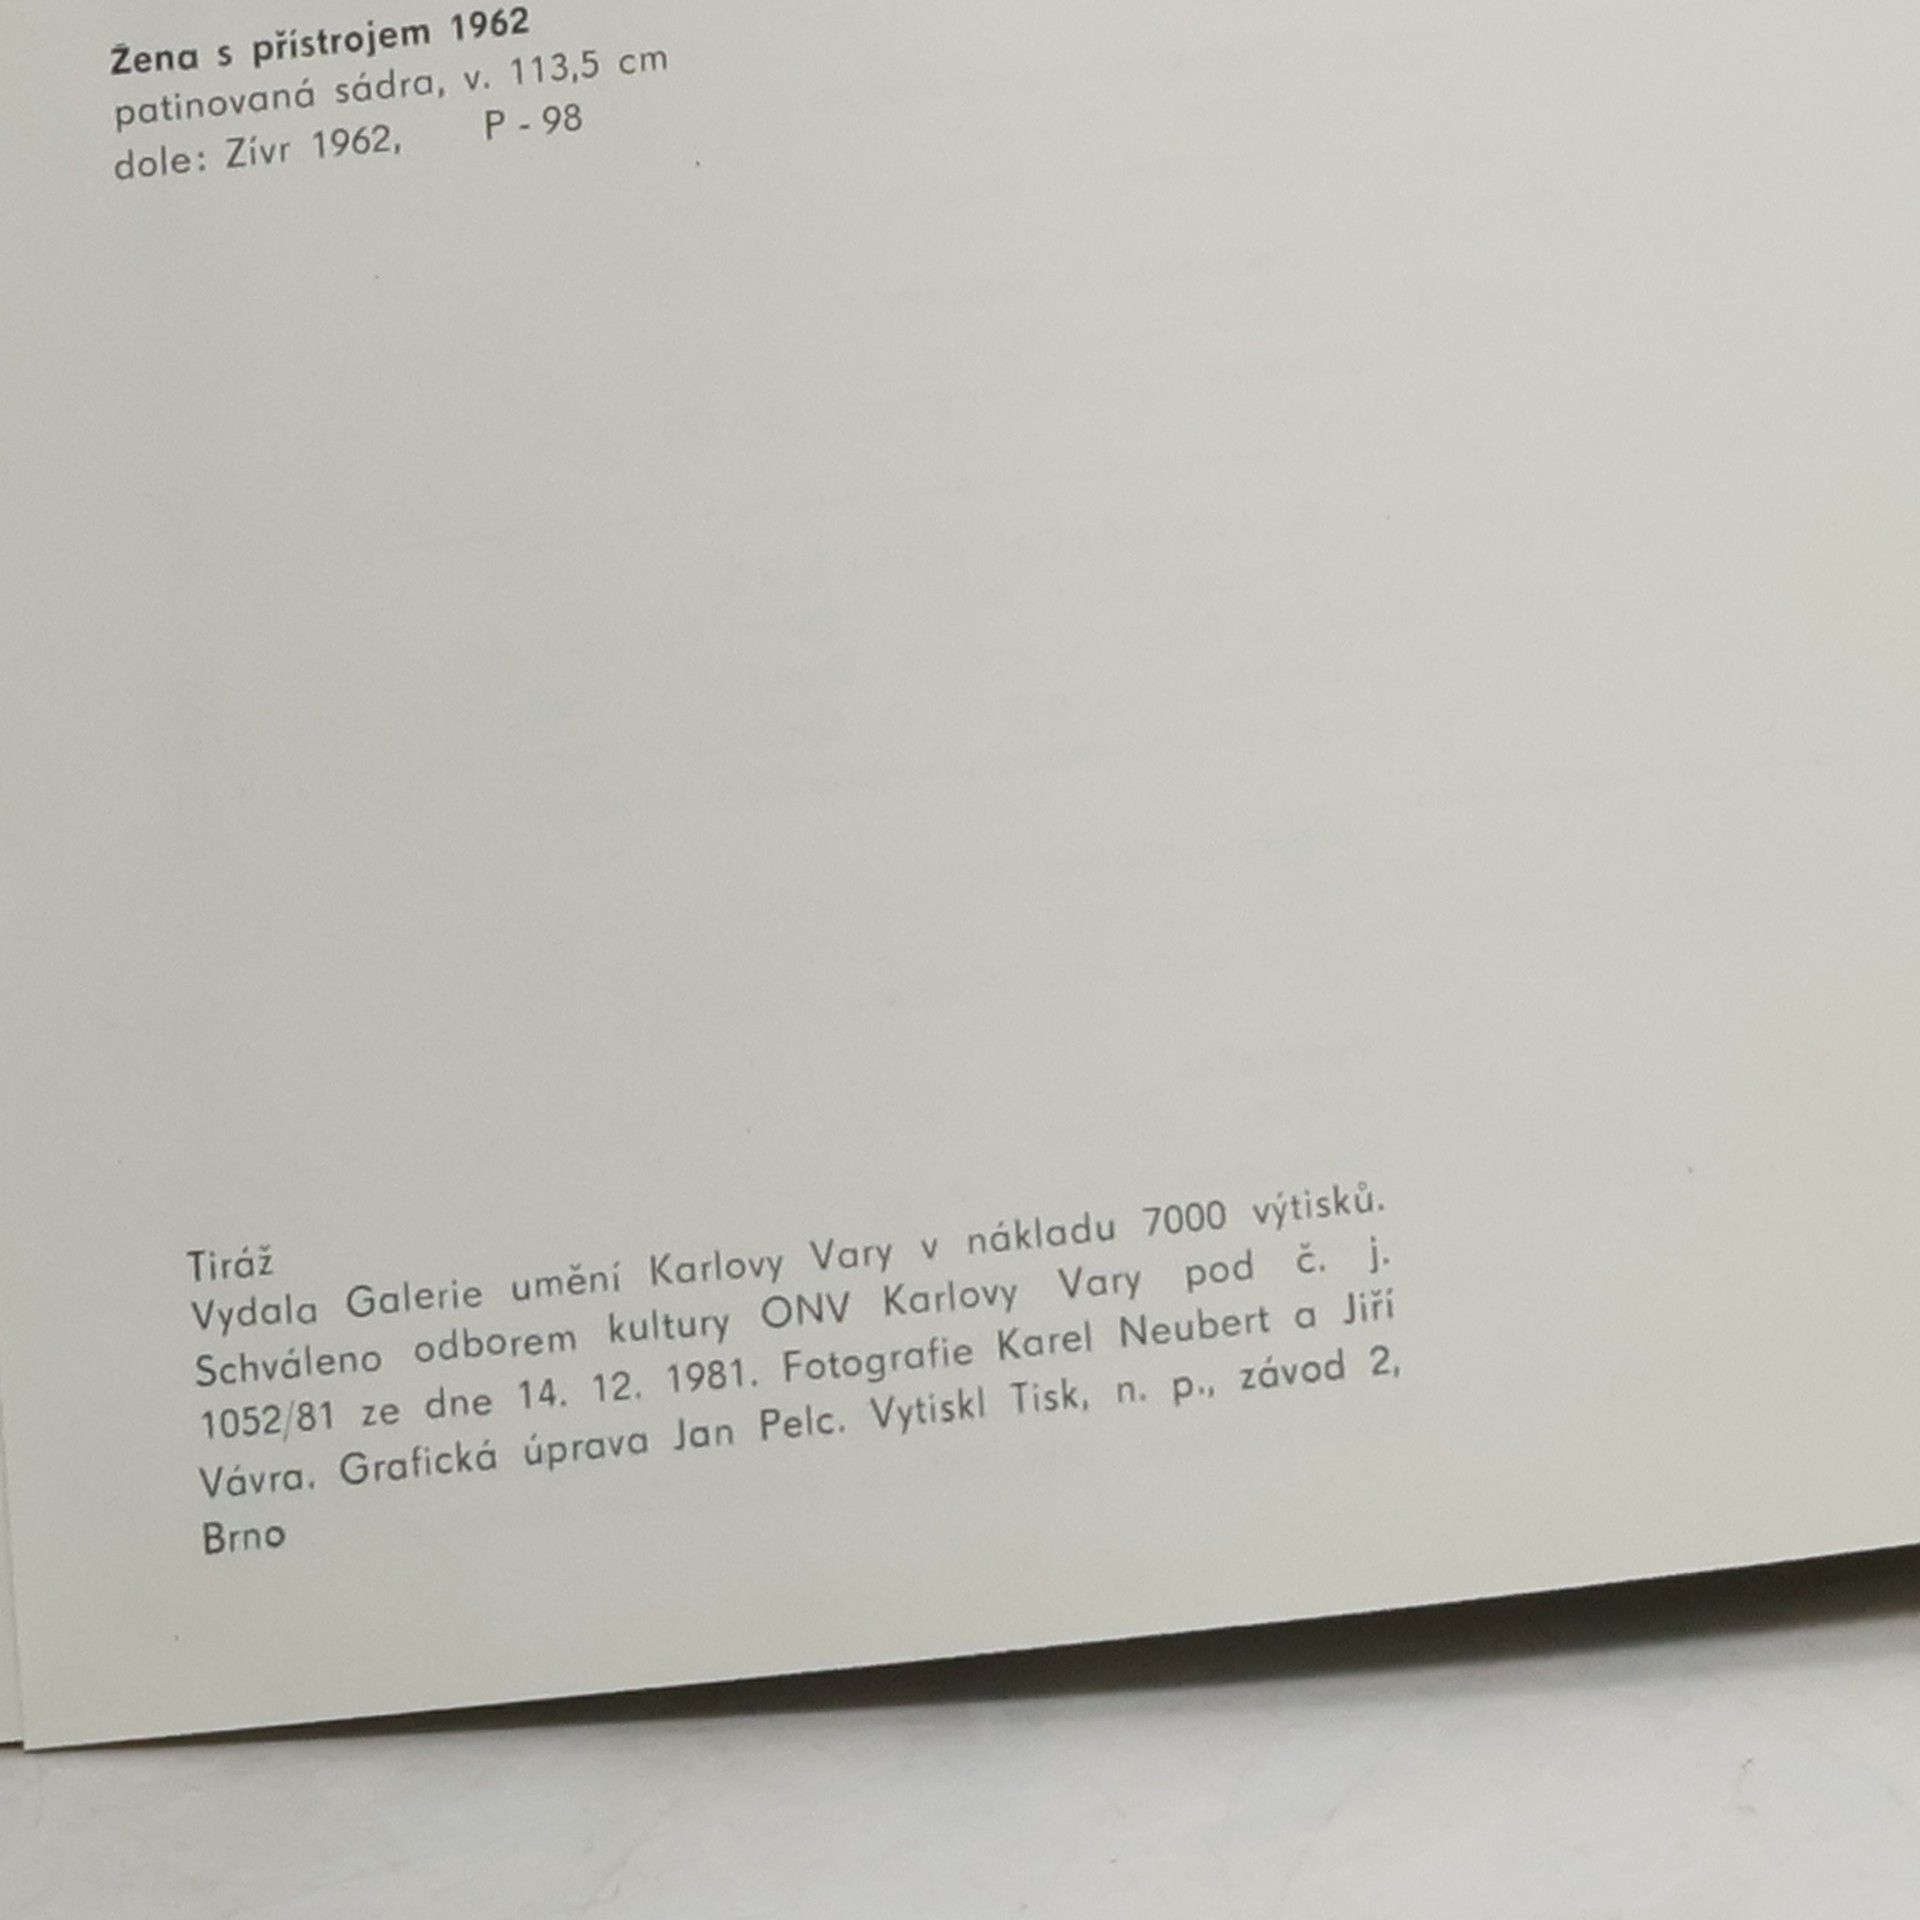 Žena s přístrojem 1962
patinovaná sádra, v. 113,5 cm
dole: Zívr 1962, P - 98
Tiráž
Vydala Galerie umění Karlovy Vary v nákladu 7000 výtisků.
Schváleno odborem kultury ONV Karlovy Vary pod č. j.
1052/81 ze dne 14. 12. 1981. Fotografie Karel Neubert a Jiří
Vávra. Grafická úprava Jan Pelc. Vytiskl Tisk, n. p., závod 2,
Brno